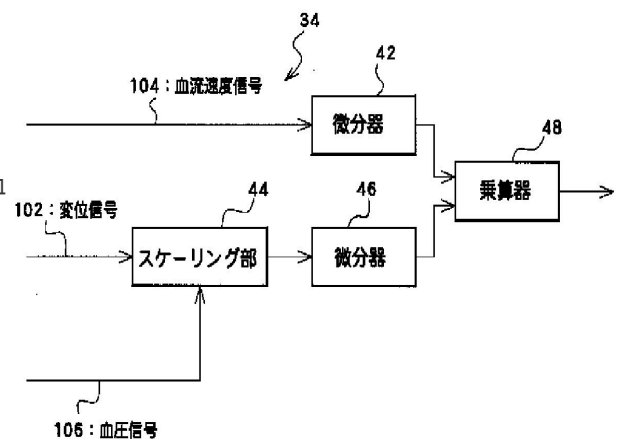 34
42
104：血流速度信号
微分器
48
乗算器
1
102：変位信号
44
46
スケーリング部
微分器
106：血圧信号